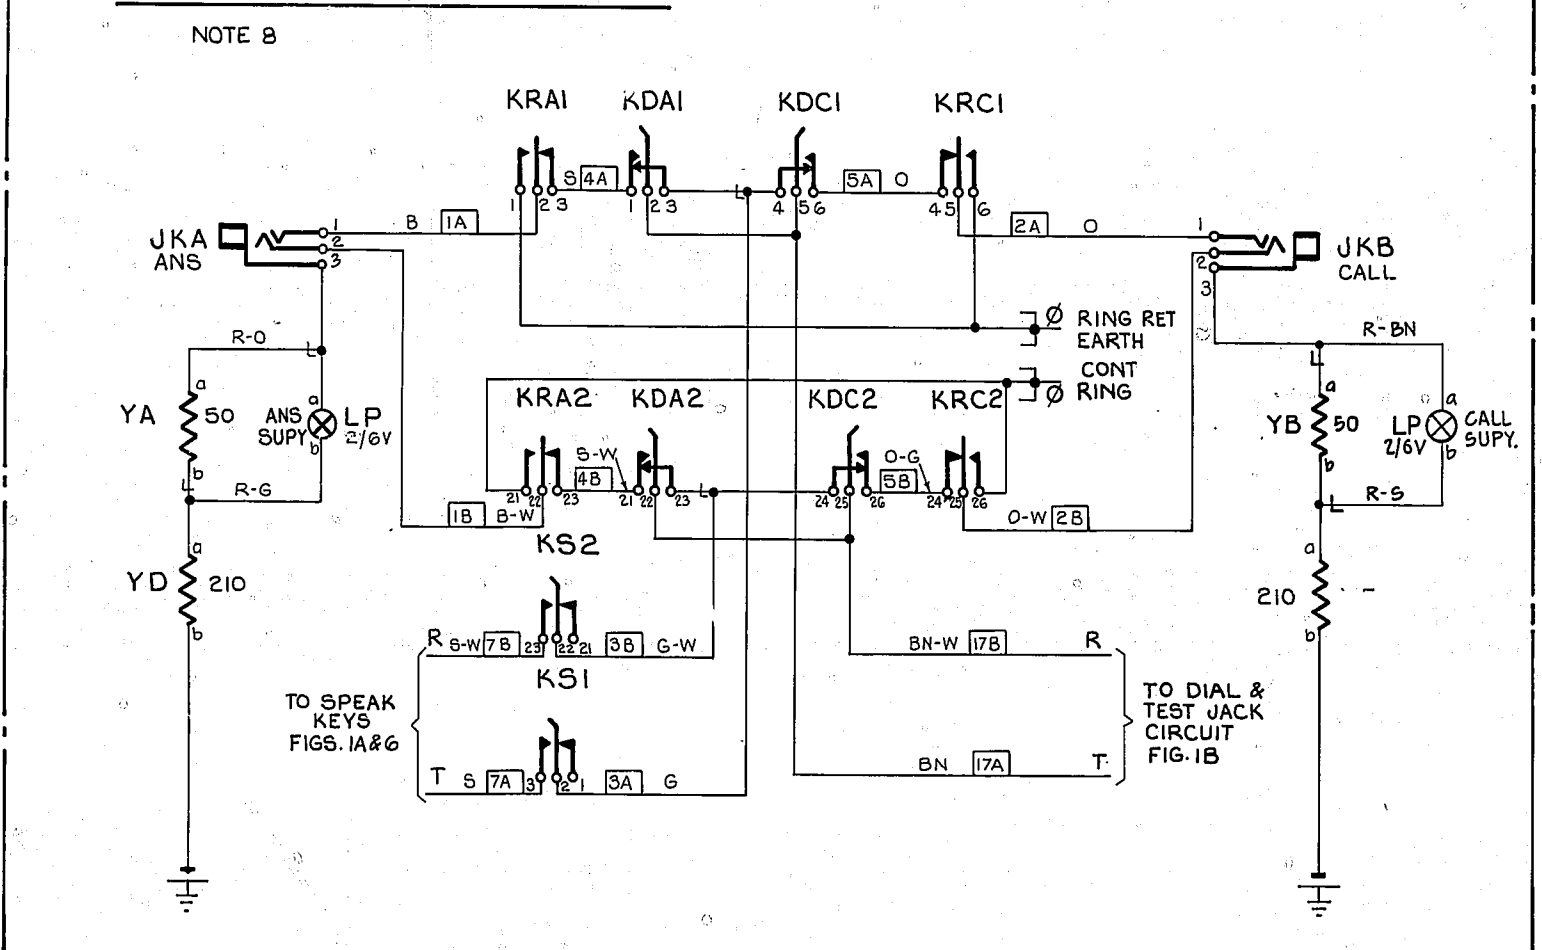 NOTE 8
KRA1 KDA1 KDC1 KRC1
S 4A 5A O
1 2 3 1 2 3 4 5 6 4 5 6
JKA
ANS
1
2
3
B 1A
2A O
1
2
3
JKB
CALL
RING RET
EARTH
CONT
RING
R-O
R-BN
YA
a
50
b
ANS
SUPY
a
b
LP
2/6V
R-G
YB
a
50
b
LP
2/6V
a
b
CALL
SUPY.
R-S
KRA2 KDA2 KDC2 KRC2
S-W
4B
O-G
5B
21 22 23 21 22 23 24 25 26 24 25 26
1B B-W
O-W 2B
YD
a
210
b
a
210
b
KS2
R S-W 7B 23 22 21 3B G-W
BN-W 17B R
KS1
TO SPEAK
KEYS
FIGS. 1A&6
T S 7A 3 2 1 3A G
BN 17A T
TO DIAL &
TEST JACK
CIRCUIT
FIG. 1B